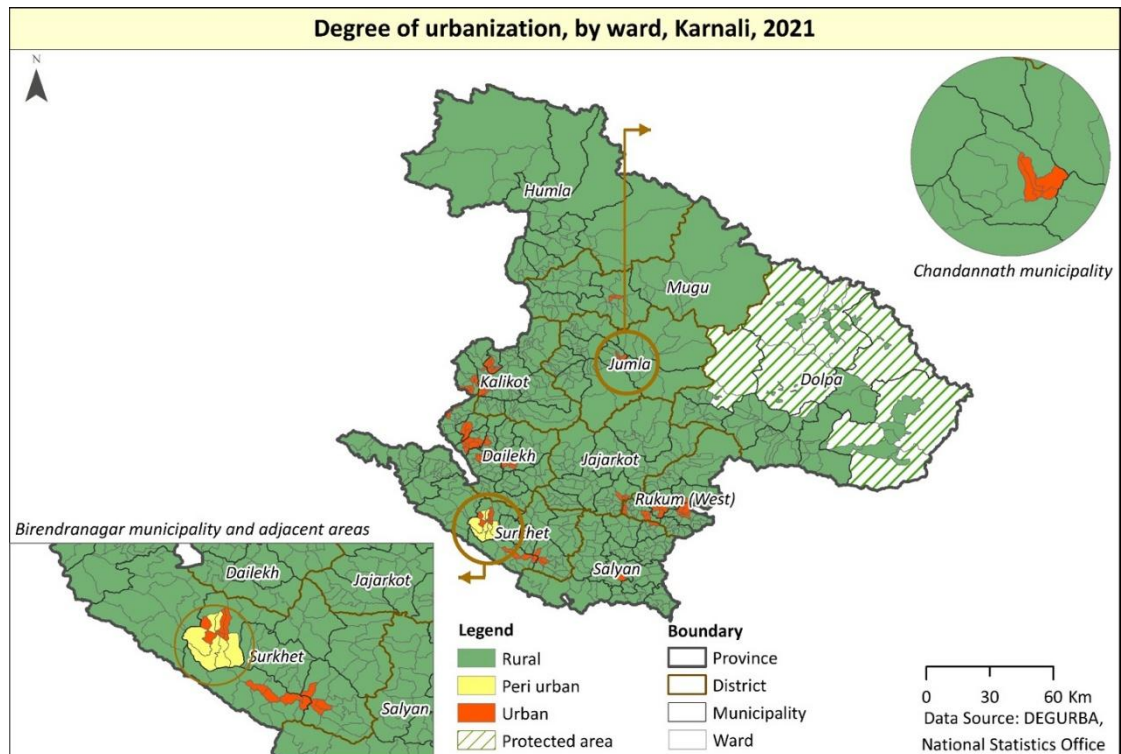 Degree of urbanization, by ward, Karnali, 2021
N
Humla
Mugu
Chandannath municipality
Jumla
Kalikot
Dolpa
Dailekh
Jajarkot
Rukum (West)
Surkhet
Salyan
Birendranagar municipality and adjacent areas
Dailekh
Jajarkot
Surkhet
Salyan
Legend
Rural
Peri urban
Urban
Protected area
Boundary
Province
District
Municipality
Ward
0 30 60 Km
Data Source: DEGURBA,
National Statistics Office